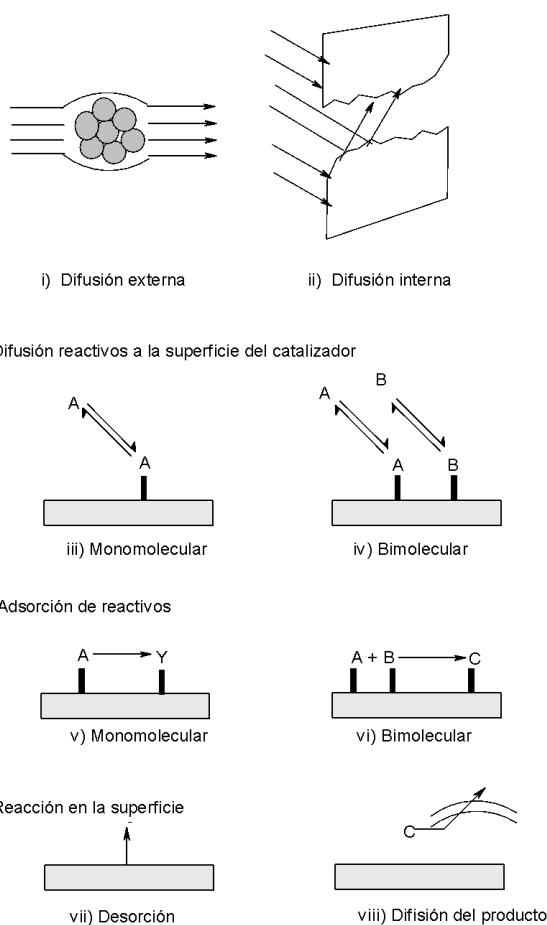 i) Difusión externa
ii) Difusión interna
Difusión reactivos a la superficie del catalizador
A
A
A
B
A
B
iii) Monomolecular
iv) Bimolecular
Adsorción de reactivos
A Y
A + B C
v) Monomolecular
vi) Bimolecular
Reacción en la superficie
C
vii) Desorción
viii) Difisión del producto